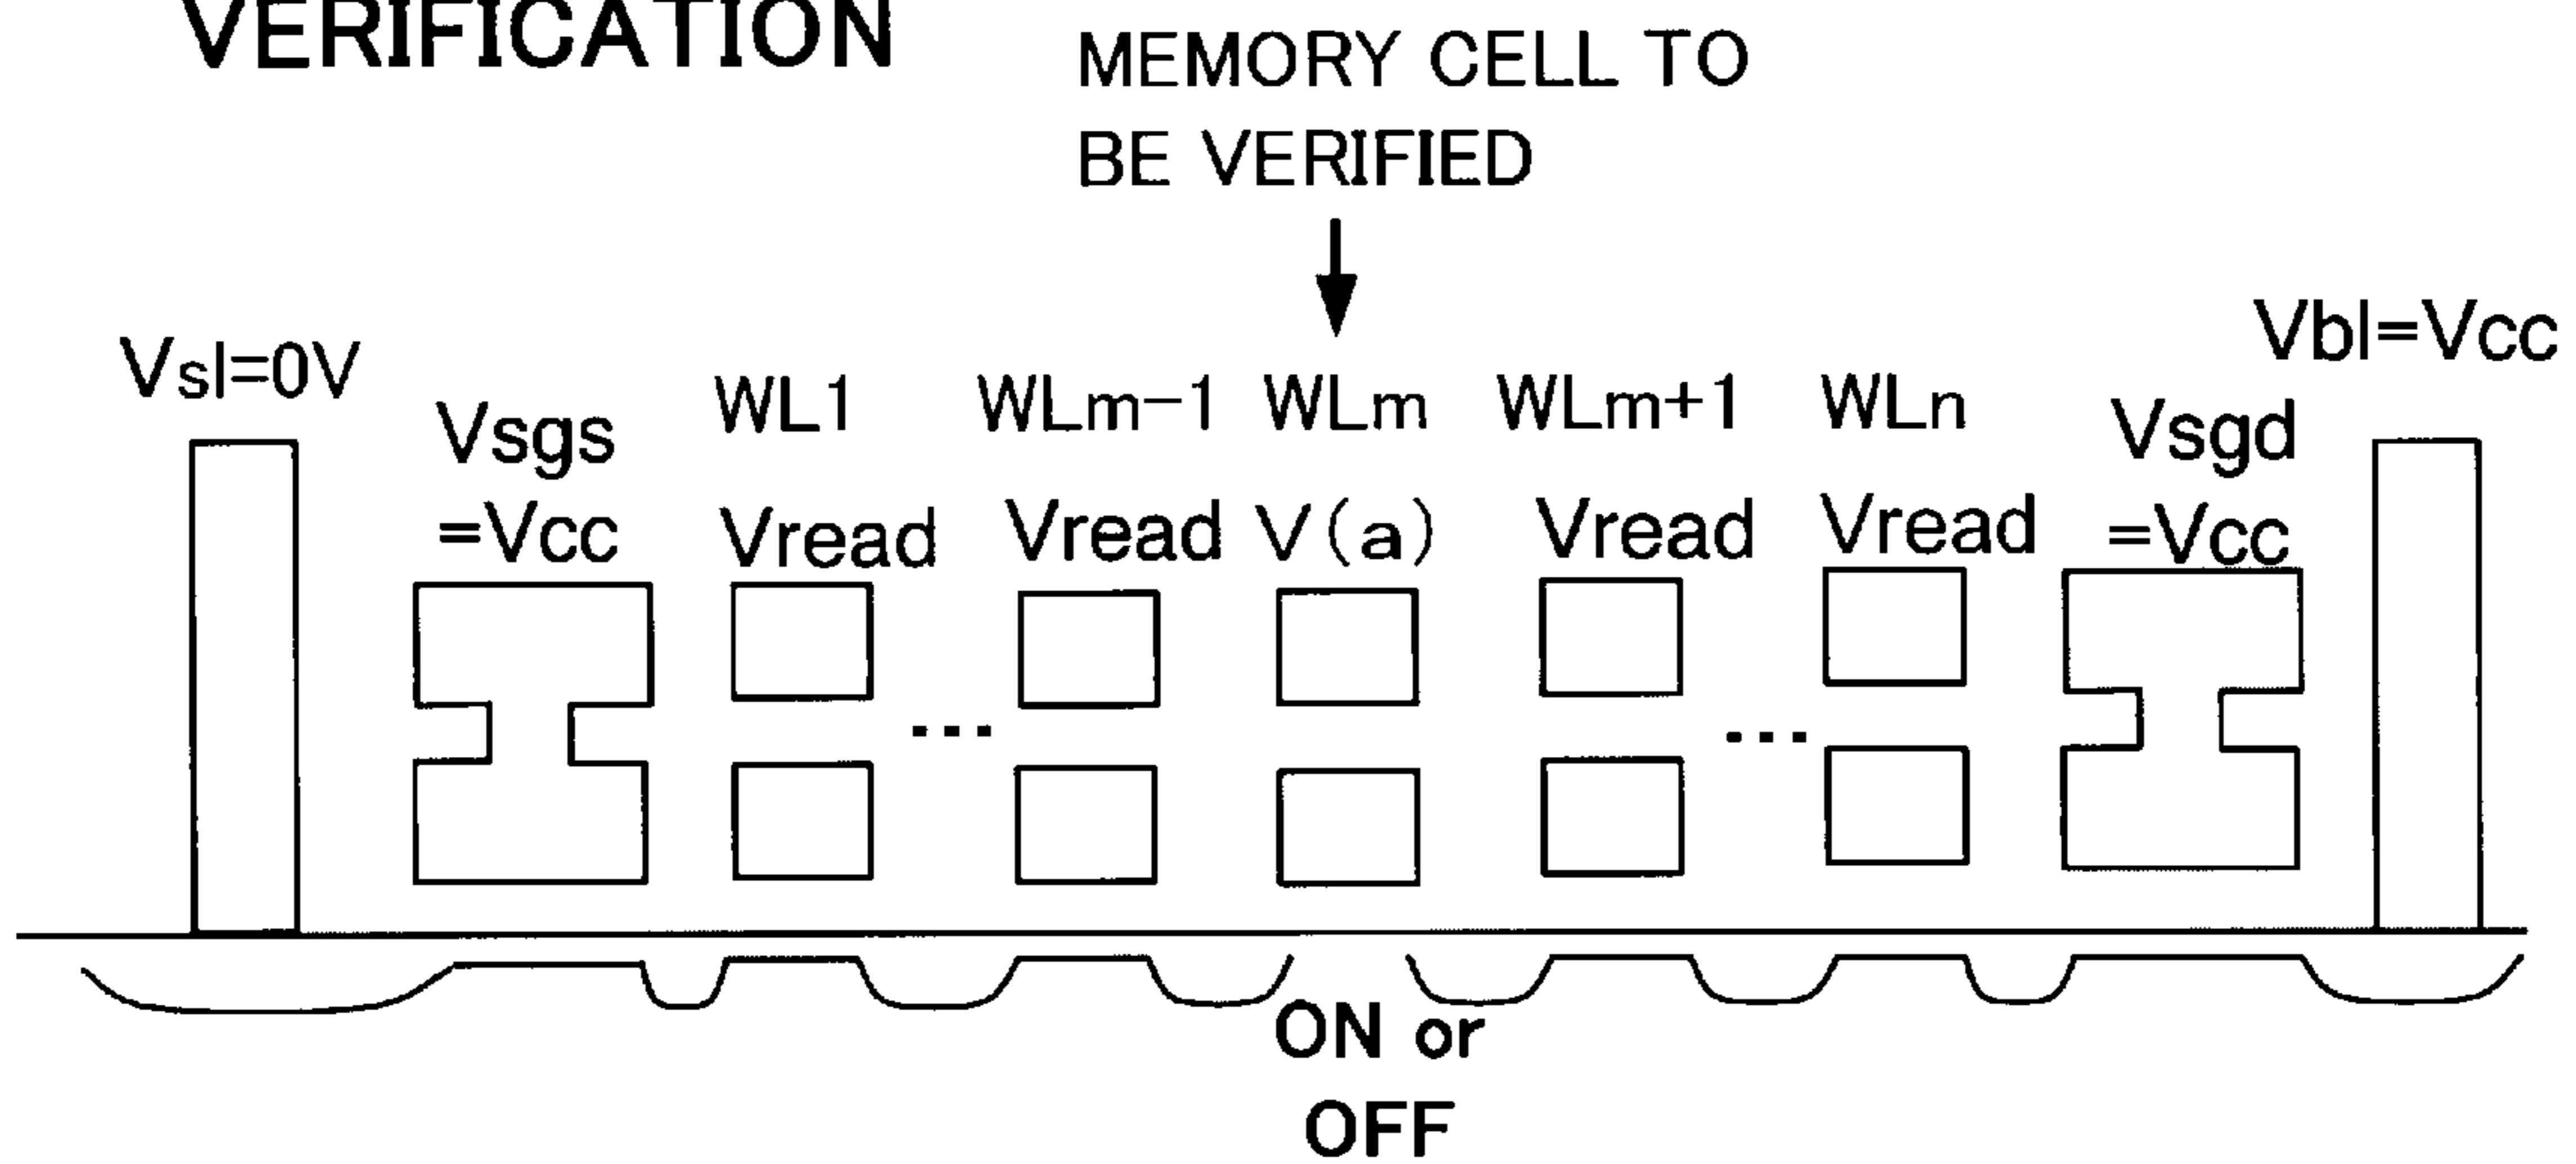 VERIFICATION
MEMORY CELL TO
BE VERIFIED
Vsl=0V
Vbl=Vcc
Vsgs
=Vcc
WL1
WLm-1
WLm
WLm+1
WLn
Vsgd
=Vcc
Vread
Vread
V(a)
Vread
Vread
...
...
ON or
OFF